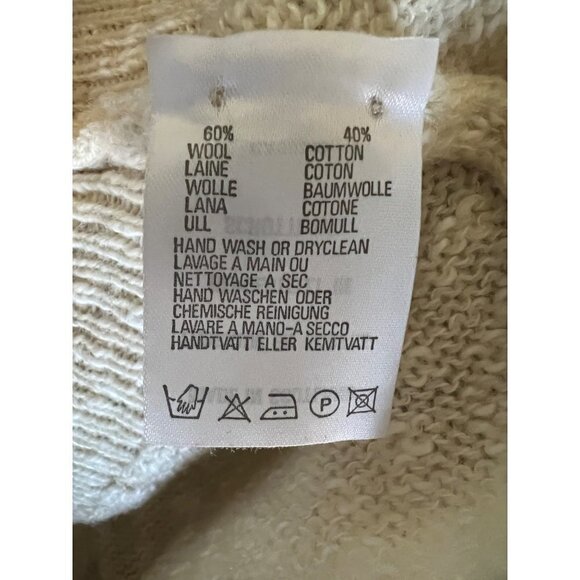 60% 40%
WOOL COTTON
LAINE COTON
WOLLE BAUMWOLLE
LANA COTONE
ULL BOMULL
HAND WASH OR DRYCLEAN
LAVAGE A MAIN OU
NETTOYAGE A SEC
HAND WASCHEN ODER
CHEMISCHE REINIGUNG
LAVARE A MANO-A SECCO
HANDTVATT ELLER KEMTVATT
P